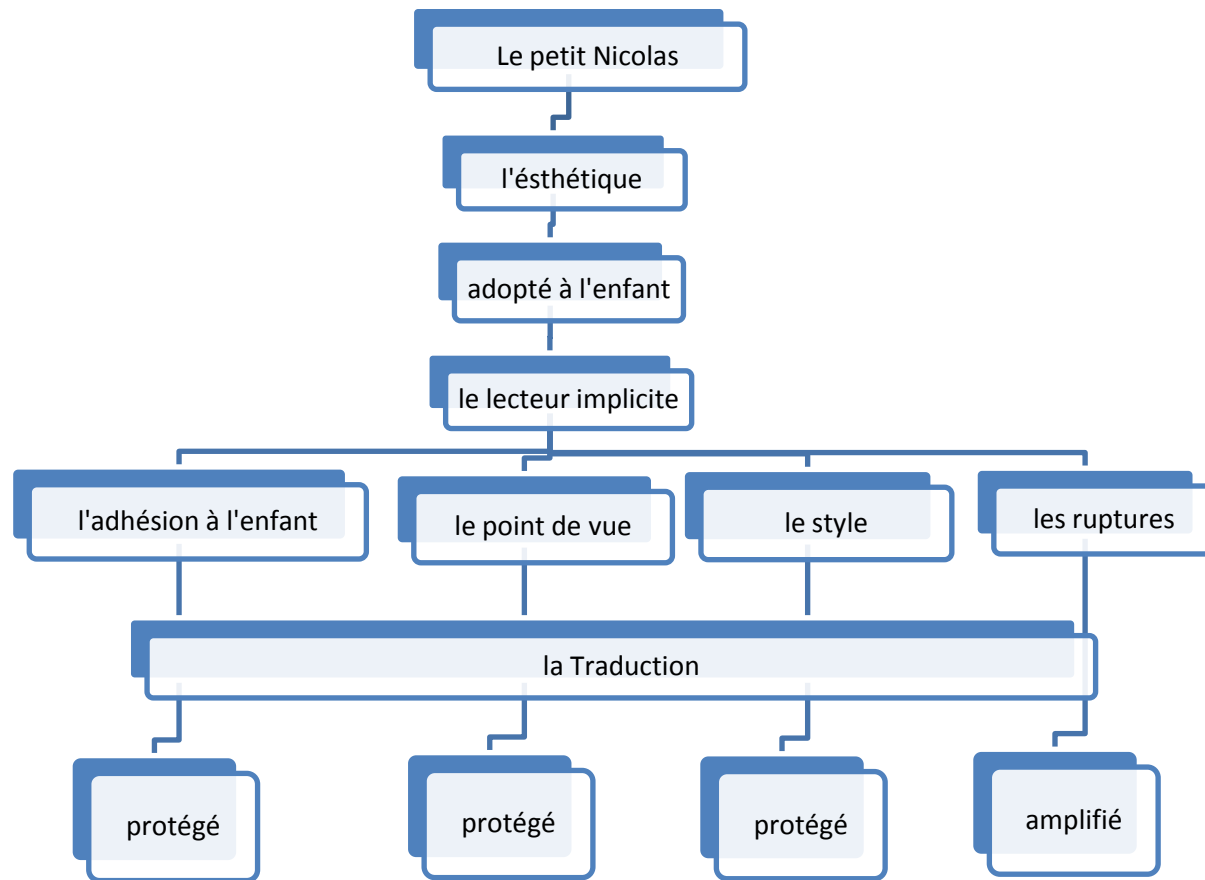 Le petit Nicolas
l'ésthétique
adopté à l'enfant
le lecteur implicite
l'adhésion à l'enfant
le point de vue
le style
les ruptures
la Traduction
protégé
protégé
protégé
amplifié